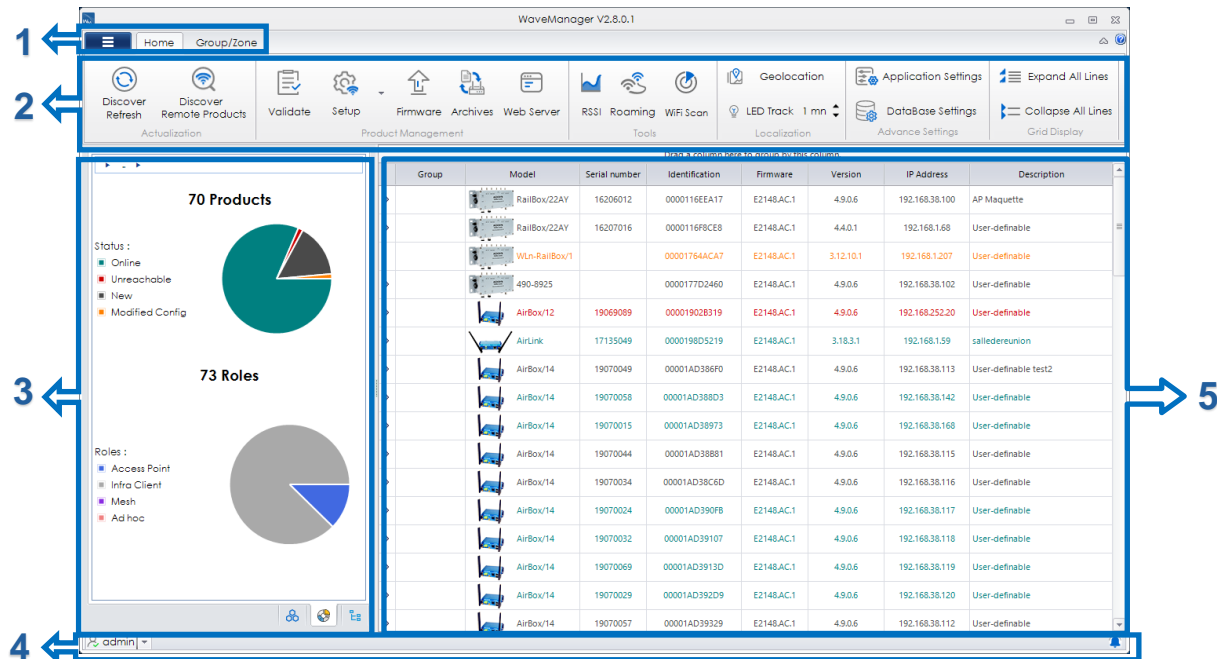 WaveManager V2.8.0.1
1
Home Group/Zone
2
Discover Refresh
Discover Remote Products
Validate Setup Firmware Archives Web Server
RSSI Roaming WiFi Scan
Geolocation
LED Track 1 mn
Application Settings
DataBase Settings
Expand All Lines
Collapse All Lines
Actualization Product Management Tools Localization Advance Settings Grid Display
3
70 Products
Status :
Online
Unreachable
New
Modified Config
73 Roles
Roles :
Access Point
Infra Client
Mesh
Ad hoc
Drag a column here to group by this column.
Group Model Serial number Identification Firmware Version IP Address Description
RailBox/22AY 16206012 0000116EEA17 E2148.AC.1 4.9.0.6 192.168.38.100 AP Maquette
RailBox/22AY 16207016 0000116F8CE8 E2148.AC.1 4.4.0.1 192.168.1.68 User-definable
WLn-RailBox/1 00001764ACA7 E2148.AC.1 3.12.10.1 192.168.1.207 User-definable
490-8925 0000177D2460 E2148.AC.1 4.9.0.6 192.168.38.102 User-definable
AirBox/12 19069089 00001902B319 E2148.AC.1 4.9.0.6 192.168.252.20 User-definable
AirLink 17135049 0000198D5219 E2148.AC.1 3.18.3.1 192.168.1.59 salledereunion
AirBox/14 19070049 00001AD386F0 E2148.AC.1 4.9.0.6 192.168.38.113 User-definable test2
AirBox/14 19070058 00001AD388D3 E2148.AC.1 4.9.0.6 192.168.38.142 User-definable
AirBox/14 19070015 00001AD38973 E2148.AC.1 4.9.0.6 192.168.38.168 User-definable
AirBox/14 19070044 00001AD38B81 E2148.AC.1 4.9.0.6 192.168.38.115 User-definable
AirBox/14 19070034 00001AD38C6D E2148.AC.1 4.9.0.6 192.168.38.116 User-definable
AirBox/14 19070024 00001AD390FB E2148.AC.1 4.9.0.6 192.168.38.117 User-definable
AirBox/14 19070032 00001AD39107 E2148.AC.1 4.9.0.6 192.168.38.118 User-definable
AirBox/14 19070069 00001AD3913D E2148.AC.1 4.9.0.6 192.168.38.119 User-definable
AirBox/14 19070029 00001AD392D9 E2148.AC.1 4.9.0.6 192.168.38.120 User-definable
AirBox/14 19070057 00001AD39329 E2148.AC.1 4.9.0.6 192.168.38.112 User-definable
5
4
admin